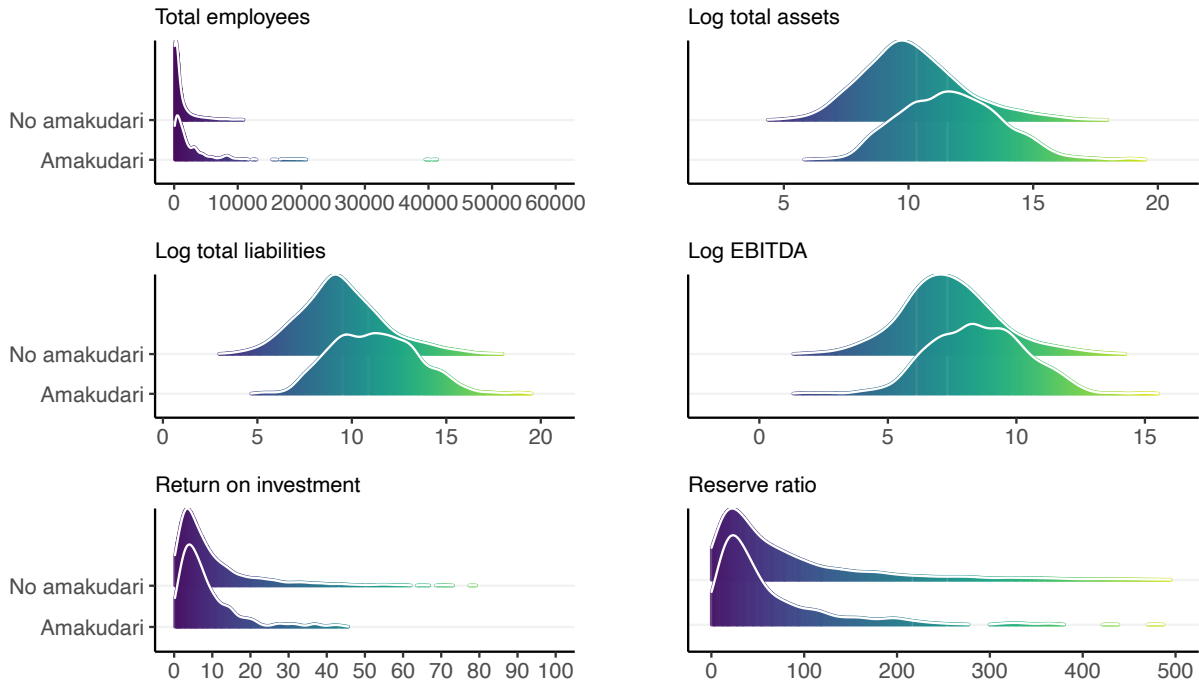 Total employees
No amakudari
Amakudari
0 10000 20000 30000 40000 50000 60000
Log total assets
5 10 15 20
Log total liabilities
No amakudari
Amakudari
0 5 10 15 20
Log EBITDA
0 5 10 15
Return on investment
No amakudari
Amakudari
0 10 20 30 40 50 60 70 80 90 100
Reserve ratio
0 100 200 300 400 500